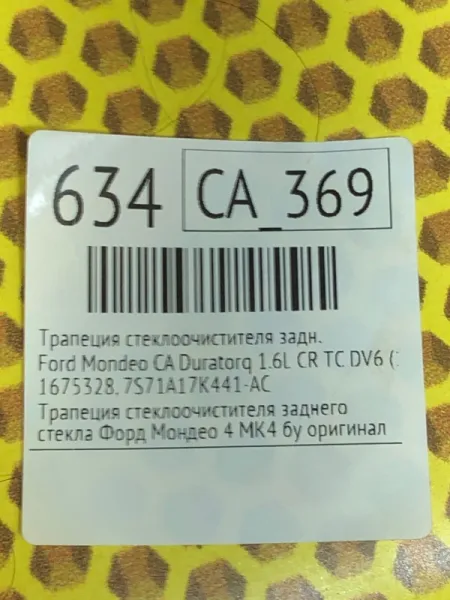 634 CA_369
Трапеция стеклоочистителя задн.
Ford Mondeo CA Duratorq 1.6L CR TC DV6 (
1675328, 7S71A17K441-AC
Трапеция стеклоочистителя заднего
стекла Форд Мондео 4 МК4 бу оригинал